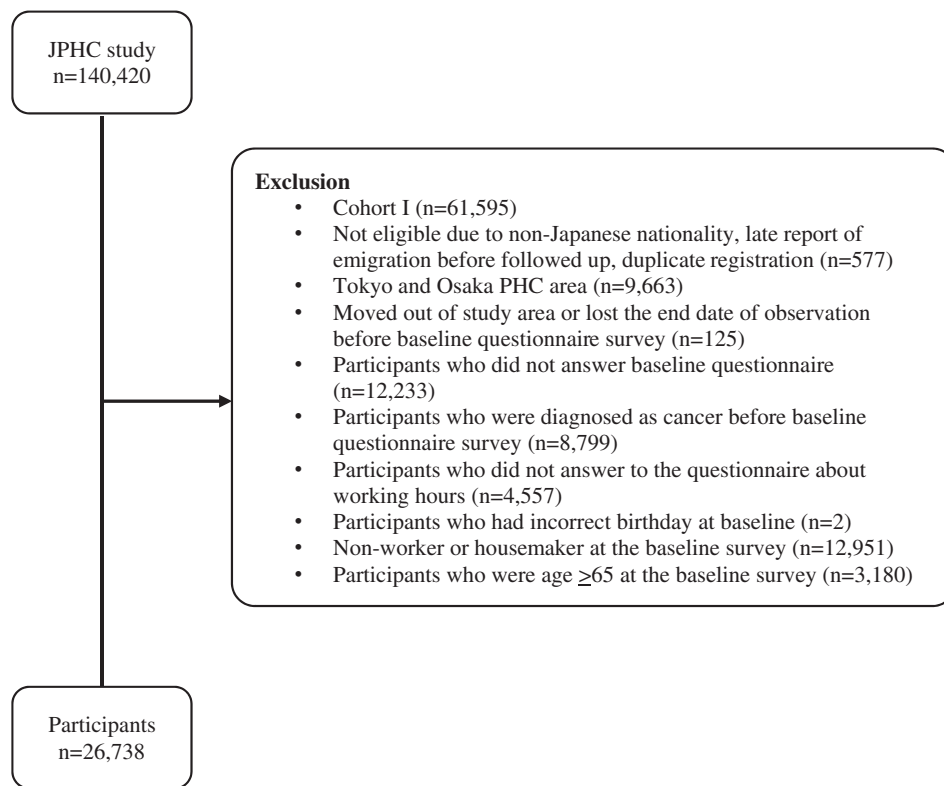 JPHC study
n=140,420
Exclusion
• Cohort I (n=61,595)
• Not eligible due to non-Japanese nationality, late report of
emigration before followed up, duplicate registration (n=577)
• Tokyo and Osaka PHC area (n=9,663)
• Moved out of study area or lost the end date of observation
before baseline questionnaire survey (n=125)
• Participants who did not answer baseline questionnaire
(n=12,233)
• Participants who were diagnosed as cancer before baseline
questionnaire survey (n=8,799)
• Participants who did not answer to the questionnaire about
working hours (n=4,557)
• Participants who had incorrect birthday at baseline (n=2)
• Non-worker or housemaker at the baseline survey (n=12,951)
• Participants who were age ≥65 at the baseline survey (n=3,180)
Participants
n=26,738